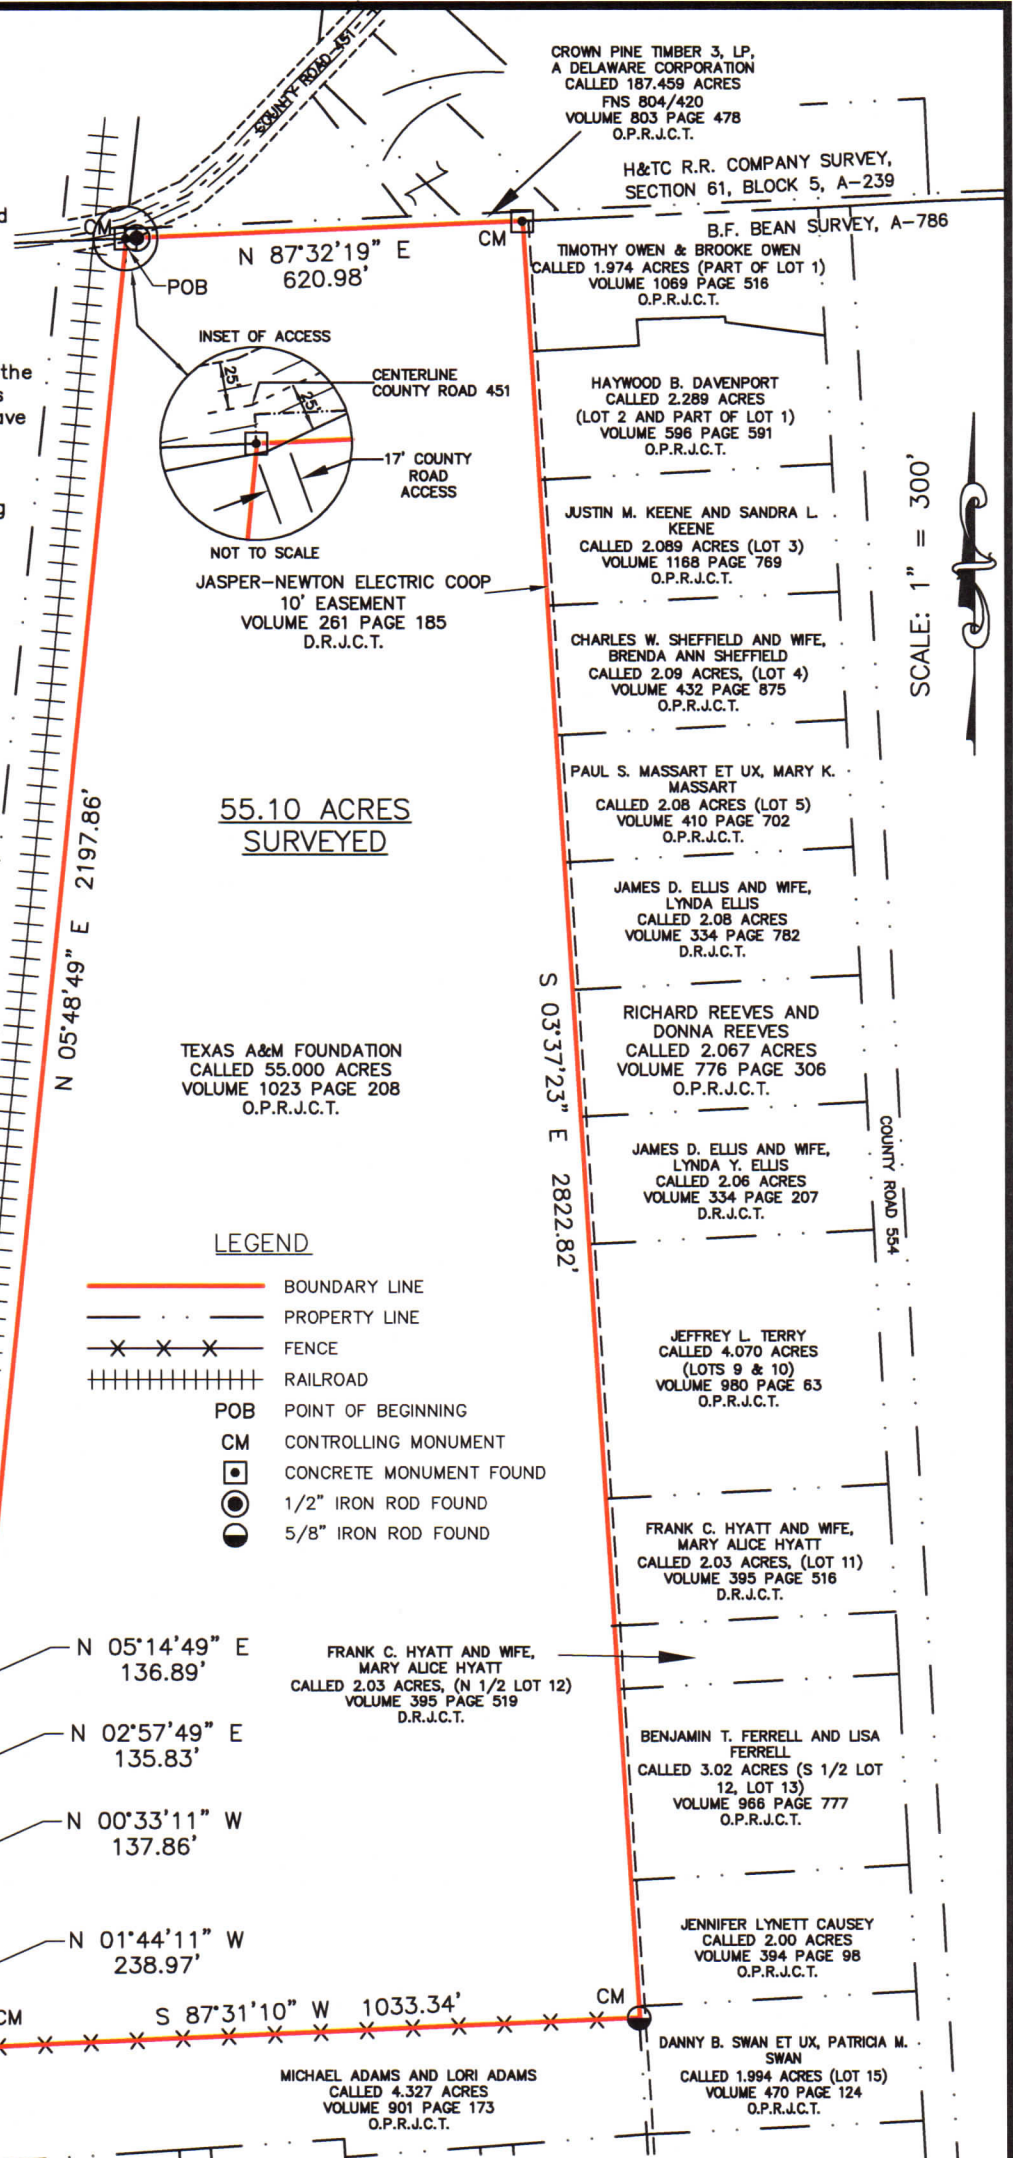 COUNTY ROAD 451
CROWN PINE TIMBER 3, LP,
A DELAWARE CORPORATION
CALLED 187.459 ACRES
FNS 804/420
VOLUME 803 PAGE 478
O.P.R.J.C.T.
H&TC R.R. COMPANY SURVEY,
SECTION 61, BLOCK 5, A-239
B.F. BEAN SURVEY, A-786
CM
CM
N 87°32'19" E
620.98'
POB
TIMOTHY OWEN & BROOKE OWEN
CALLED 1.974 ACRES (PART OF LOT 1)
VOLUME 1069 PAGE 516
O.P.R.J.C.T.
INSET OF ACCESS
25'
25'
CENTERLINE
COUNTY ROAD 451
17' COUNTY
ROAD
ACCESS
NOT TO SCALE
the
HAYWOOD B. DAVENPORT
CALLED 2.289 ACRES
(LOT 2 AND PART OF LOT 1)
VOLUME 596 PAGE 591
O.P.R.J.C.T.
SCALE: 1" = 300'
JUSTIN M. KEENE AND SANDRA L.
KEENE
CALLED 2.089 ACRES (LOT 3)
VOLUME 1168 PAGE 769
O.P.R.J.C.T.
JASPER-NEWTON ELECTRIC COOP
10' EASEMENT
VOLUME 261 PAGE 185
D.R.J.C.T.
CHARLES W. SHEFFIELD AND WIFE,
BRENDA ANN SHEFFIELD
CALLED 2.09 ACRES, (LOT 4)
VOLUME 432 PAGE 875
O.P.R.J.C.T.
PAUL S. MASSART ET UX, MARY K.
MASSART
CALLED 2.08 ACRES (LOT 5)
VOLUME 410 PAGE 702
O.P.R.J.C.T.
55.10 ACRES
SURVEYED
N 05°48'49" E 2197.86'
JAMES D. ELLIS AND WIFE,
LYNDA ELLIS
CALLED 2.08 ACRES
VOLUME 334 PAGE 782
D.R.J.C.T.
S 03°37'23" E 2822.82'
RICHARD REEVES AND
DONNA REEVES
CALLED 2.067 ACRES
VOLUME 776 PAGE 306
O.P.R.J.C.T.
TEXAS A&M FOUNDATION
CALLED 55.000 ACRES
VOLUME 1023 PAGE 208
O.P.R.J.C.T.
JAMES D. ELLIS AND WIFE,
LYNDA Y. ELLIS
CALLED 2.06 ACRES
VOLUME 334 PAGE 207
D.R.J.C.T.
COUNTY ROAD 554
LEGEND
BOUNDARY LINE
PROPERTY LINE
FENCE
RAILROAD
POB POINT OF BEGINNING
CM CONTROLLING MONUMENT
CONCRETE MONUMENT FOUND
1/2" IRON ROD FOUND
5/8" IRON ROD FOUND
JEFFREY L. TERRY
CALLED 4.070 ACRES
(LOTS 9 & 10)
VOLUME 980 PAGE 63
O.P.R.J.C.T.
FRANK C. HYATT AND WIFE,
MARY ALICE HYATT
CALLED 2.03 ACRES, (LOT 11)
VOLUME 395 PAGE 516
D.R.J.C.T.
N 05°14'49" E
136.89'
FRANK C. HYATT AND WIFE,
MARY ALICE HYATT
CALLED 2.03 ACRES, (N 1/2 LOT 12)
VOLUME 395 PAGE 519
D.R.J.C.T.
N 02°57'49" E
135.83'
BENJAMIN T. FERRELL AND LISA
FERRELL
CALLED 3.02 ACRES (S 1/2 LOT
12, LOT 13)
VOLUME 966 PAGE 777
O.P.R.J.C.T.
N 00°33'11" W
137.86'
N 01°44'11" W
238.97'
JENNIFER LYNETT CAUSEY
CALLED 2.00 ACRES
VOLUME 394 PAGE 98
O.P.R.J.C.T.
CM
S 87°31'10" W 1033.34'
CM
DANNY B. SWAN ET UX, PATRICIA M.
SWAN
CALLED 1.994 ACRES (LOT 15)
VOLUME 470 PAGE 124
O.P.R.J.C.T.
MICHAEL ADAMS AND LORI ADAMS
CALLED 4.327 ACRES
VOLUME 901 PAGE 173
O.P.R.J.C.T.